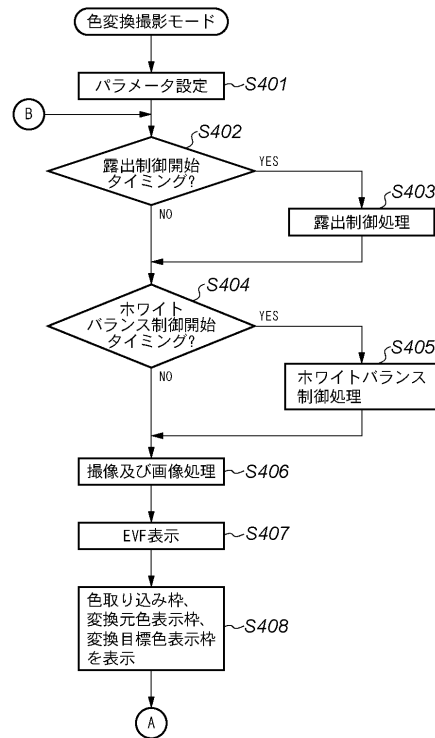 色変換撮影モード
パラメータ設定
S401
B
S402
露出制御開始
タイミング?
YES
NO
S403
露出制御処理
S404
ホワイト
バランス制御開始
タイミング?
YES
NO
S405
ホワイトバランス
制御処理
撮像及び画像処理
S406
EVF表示
S407
色取り込み枠、
変換元色表示枠、
変換目標色表示枠
を表示
S408
A